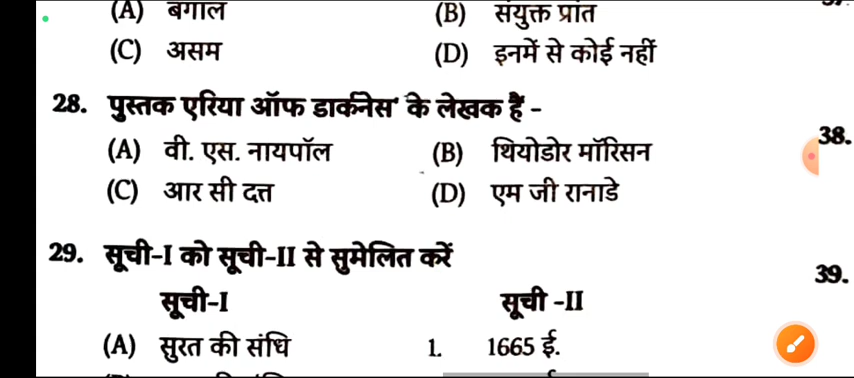 (A) बंगाल (B) संयुक्त प्रांत
(C) असम (D) इनमें से कोई नहीं
28. पुस्तक एरिया ऑफ डार्कनेस' के लेखक हैं -
(A) वी. एस. नायपॉल (B) थियोडोर मॉरिसन
38.
(C) आर सी दत्त (D) एम जी रानाडे
29. सूची-I को सूची-II से सुमेलित करें
39.
सूची-I सूची -II
(A) सुरत की संधि 1. 1665 ई.